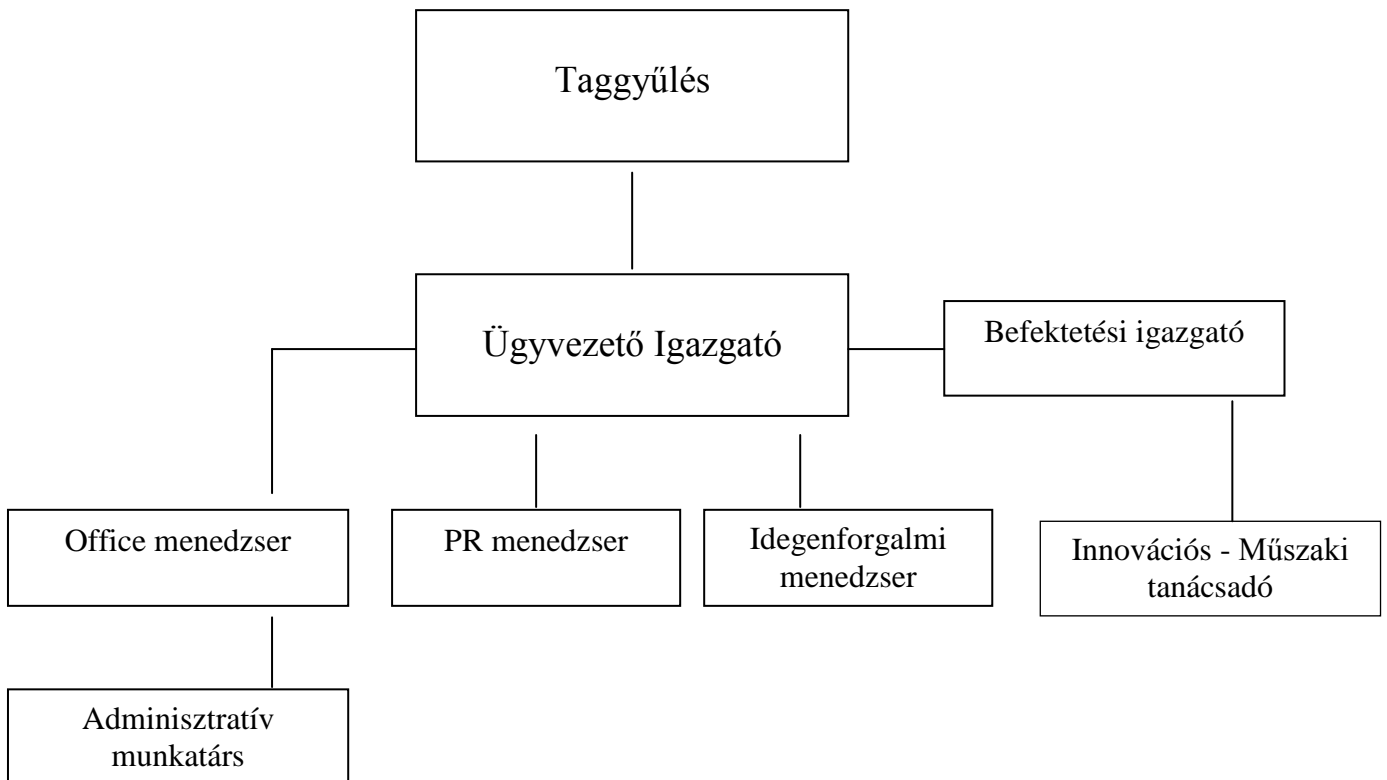 Taggyűlés
Ügyvezető Igazgató
Befektetési igazgató
Office menedzser
PR menedzser
Idegenforgalmi
menedzser
Innovációs - Műszaki
tanácsadó
Adminisztratív
munkatárs